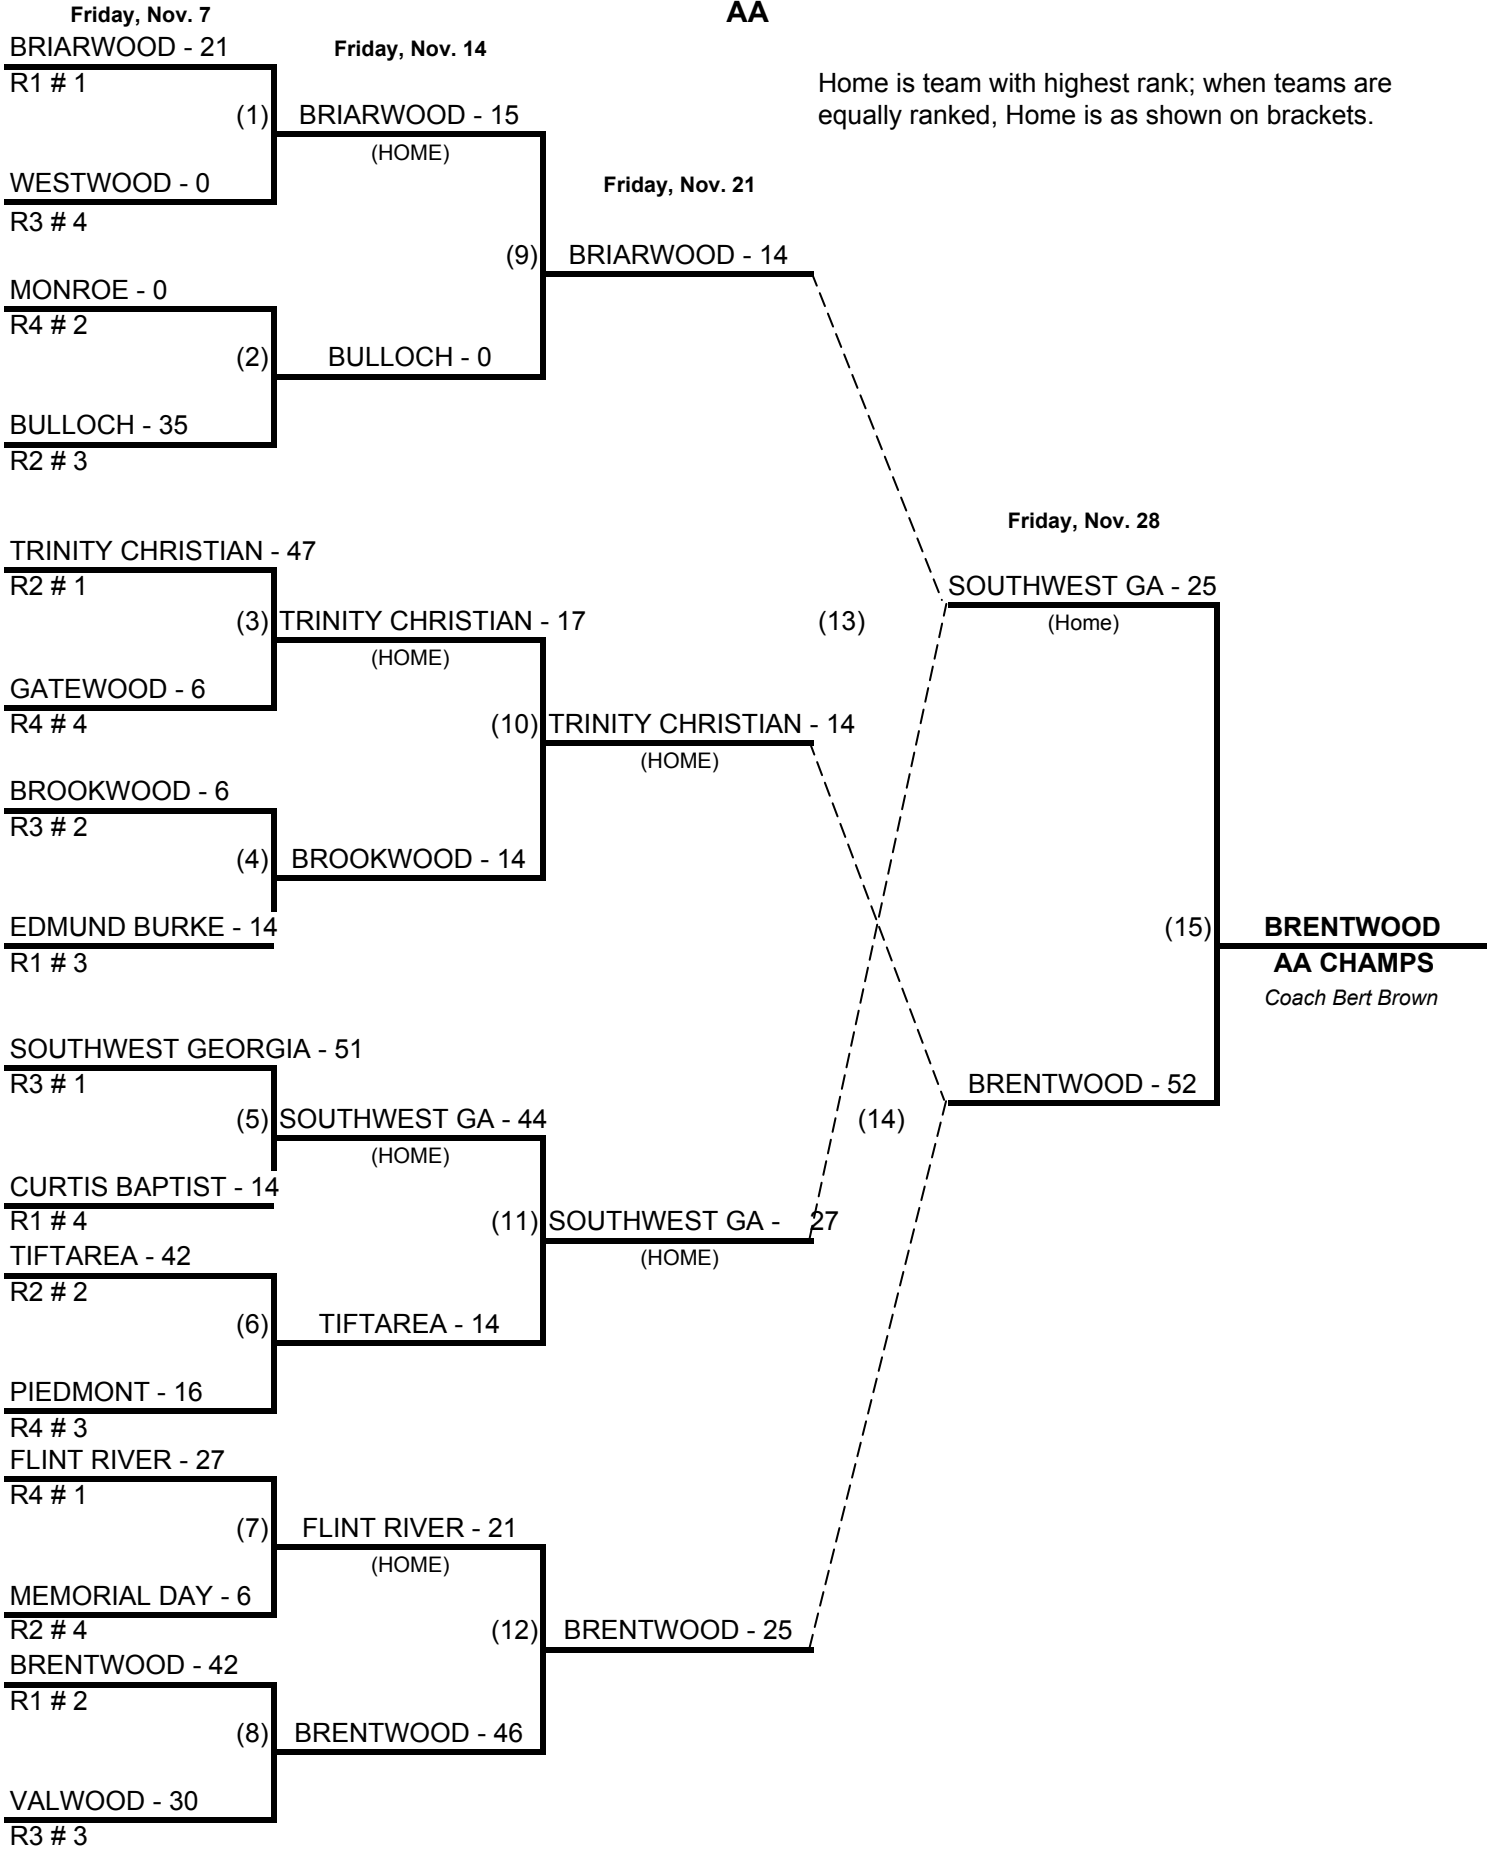 Friday, Nov. 7
AA
BRIARWOOD - 21
Friday, Nov. 14
R1 # 1
Home is team with highest rank; when teams are
equally ranked, Home is as shown on brackets.
(1)
BRIARWOOD - 15
(HOME)
WESTWOOD - 0
Friday, Nov. 21
R3 # 4
(9)
BRIARWOOD - 14
MONROE - 0
R4 # 2
(2)
BULLOCH - 0
BULLOCH - 35
R2 # 3
Friday, Nov. 28
TRINITY CHRISTIAN - 47
R2 # 1
SOUTHWEST GA - 25
(3)
TRINITY CHRISTIAN - 17
(13)
(Home)
(HOME)
GATEWOOD - 6
R4 # 4
(10)
TRINITY CHRISTIAN - 14
(HOME)
BROOKWOOD - 6
R3 # 2
(4)
BROOKWOOD - 14
EDMUND BURKE - 14
(15)
BRENTWOOD
R1 # 3
AA CHAMPS
Coach Bert Brown
SOUTHWEST GEORGIA - 51
R3 # 1
BRENTWOOD - 52
(5)
SOUTHWEST GA - 44
(14)
(HOME)
CURTIS BAPTIST - 14
R1 # 4
(11)
SOUTHWEST GA - 27
(HOME)
TIFTAREA - 42
R2 # 2
(6)
TIFTAREA - 14
PIEDMONT - 16
R4 # 3
FLINT RIVER - 27
R4 # 1
(7)
FLINT RIVER - 21
(HOME)
MEMORIAL DAY - 6
R2 # 4
(12)
BRENTWOOD - 25
BRENTWOOD - 42
R1 # 2
(8)
BRENTWOOD - 46
VALWOOD - 30
R3 # 3